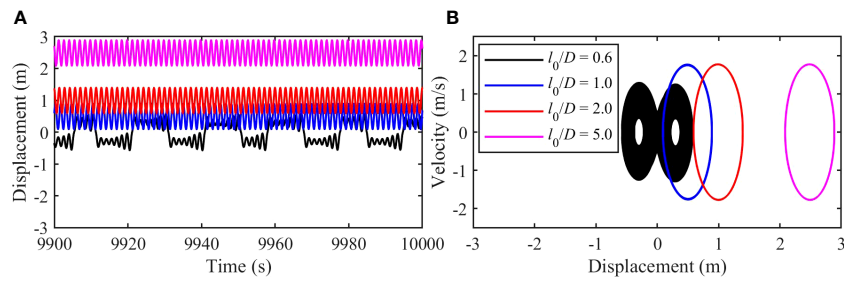 A
Displacement (m)
3
2
1
0
-1
-2
-3
9900
9920
9940
9960
9980
10000
Time (s)
B
Velocity (m/s)
2
1
0
-1
-2
l0/D = 0.6
l0/D = 1.0
l0/D = 2.0
l0/D = 5.0
-3
-2
-1
0
1
2
3
Displacement (m)